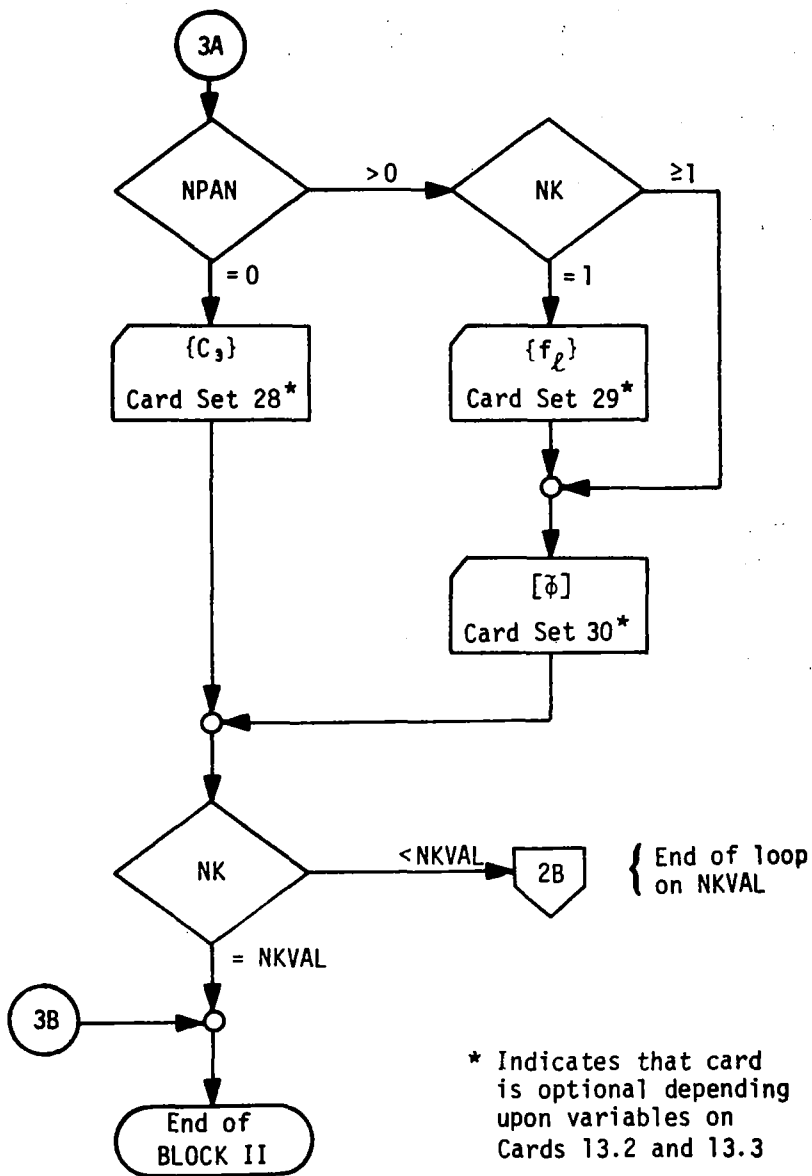 3A
NPAN
>0
NK
≥1
= 0
= 1
{C₃}
Card Set 28*
{f_ℓ}
Card Set 29*
[Φ̃]
Card Set 30*
NK
<NKVAL
2B
{ End of loop
on NKVAL
= NKVAL
3B
End of
BLOCK II
* Indicates that card
is optional depending
upon variables on
Cards 13.2 and 13.3